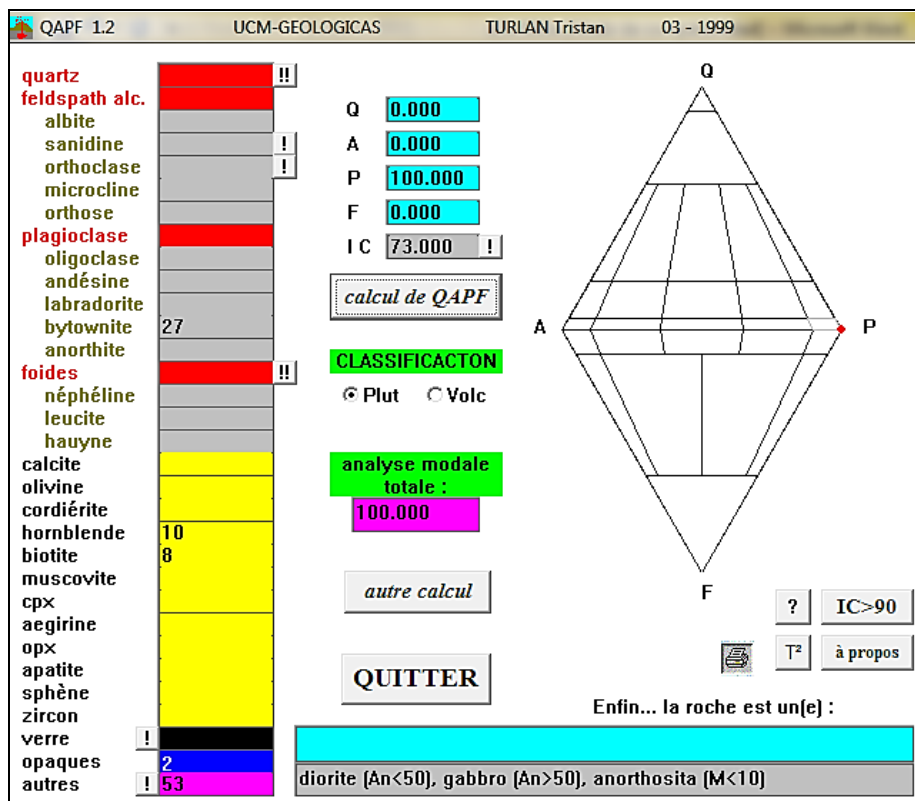 QAPF 1.2 UCM-GEOLOGICAS TURLAN Tristan 03 - 1999
quartz !!
feldspath alc.
albite
sanidine !
orthoclase !
microcline
orthose
plagioclase
oligoclase
andésine
labradorite
bytownite 27
anorthite
foides !!
néphéline
leucite
hauyne
calcite
olivine
cordiérite
hornblende 10
biotite 8
muscovite
cpx
aegirine
opx
apatite
sphène
zircon
verre !
opaques 2
autres ! 53
Q 0.000
A 0.000
P 100.000
F 0.000
I C 73.000 !
calcul de QAPF
CLASSIFICACTON
Plut Volc
analyse modale
totale :
100.000
autre calcul
QUITTER
Q
A P
F
? IC>90
T² à propos
Enfin... la roche est un(e) :
diorite (An<50), gabbro (An>50), anorthosita (M<10)